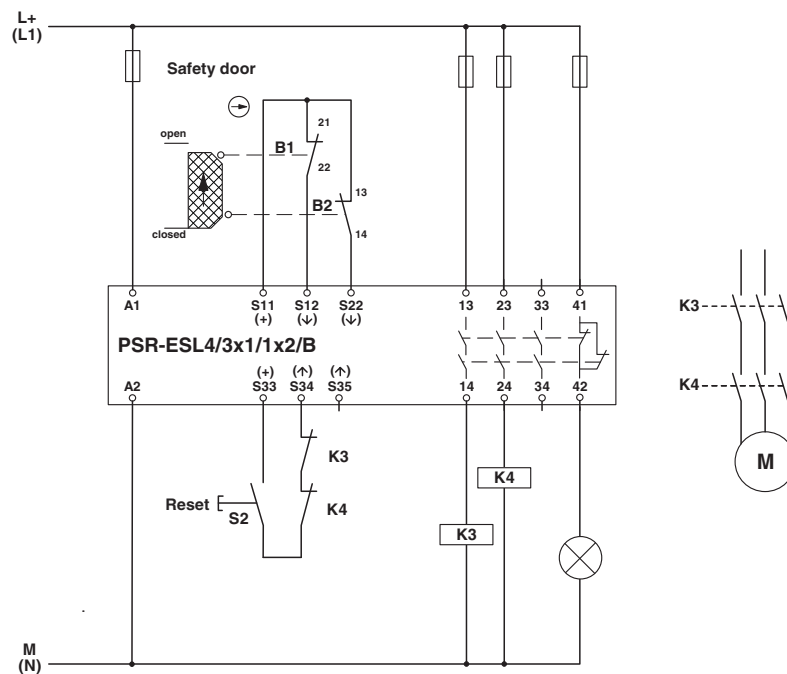 L+
(L1)
Safety door
open
B1
21
22
B2
13
14
closed
A1
S11
(+)
S12
(↓)
S22
(↓)
13
23
33
41
PSR-ESL4/3x1/1x2/B
A2
(+)
S33
(↑)
S34
(↑)
S35
14
24
34
42
K3
K4
Reset
S2
K4
K3
M
(N)
K3
K4
M